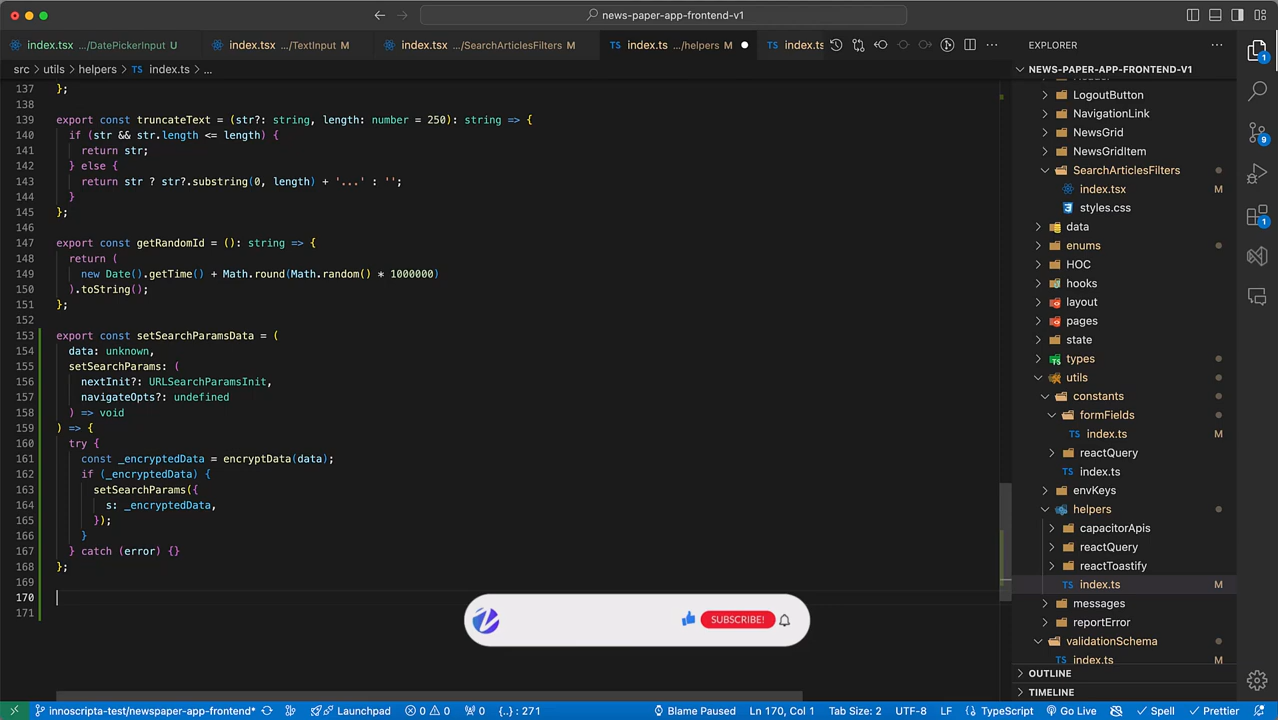 news-paper-app-frontend-v1
index.tsx .../DatePickerInput U
index.tsx .../TextInput M
index.tsx .../SearchArticlesFilters M
TS index.ts .../helpers M
TS index.ts
EXPLORER
src > utils > helpers > TS index.ts > ...
137 };
138
139 export const truncateText = (str?: string, length: number = 250): string => {
140 if (str && str.length <= length) {
141 return str;
142 } else {
143 return str ? str?.substring(0, length) + '...' : '';
144 }
145 };
146
147 export const getRandomId = (): string => {
148 return (
149 new Date().getTime() + Math.round(Math.random() * 1000000)
150 ).toString();
151 };
152
153 export const setSearchParamsData = (
154 data: unknown,
155 setSearchParams: (
156 nextInit?: URLSearchParamsInit,
157 navigateOpts?: undefined
158 ) => void
159 ) => {
160 try {
161 const _encryptedData = encryptData(data);
162 if (_encryptedData) {
163 setSearchParams({
164 s: _encryptedData,
165 });
166 }
167 } catch (error) {}
168 };
169
170
171
SUBSCRIBE!
NEWS-PAPER-APP-FRONTEND-V1
LogoutButton
NavigationLink
NewsGrid
NewsGridItem
SearchArticlesFilters
index.tsx M
styles.css
data
enums
HOC
hooks
layout
pages
state
types
utils
constants
formFields
TS index.ts M
reactQuery
TS index.ts
envKeys
helpers
capacitorApis
reactQuery
reactToastify
TS index.ts M
messages
reportError
validationSchema
TS index.ts
OUTLINE
TIMELINE
1
9
1
innoscripta-test/newspaper-app-frontend*
Launchpad
0 0
0
{..} : 271
Blame Paused
Ln 170, Col 1
Tab Size: 2
UTF-8
LF
{} TypeScript
Go Live
Spell
Prettier